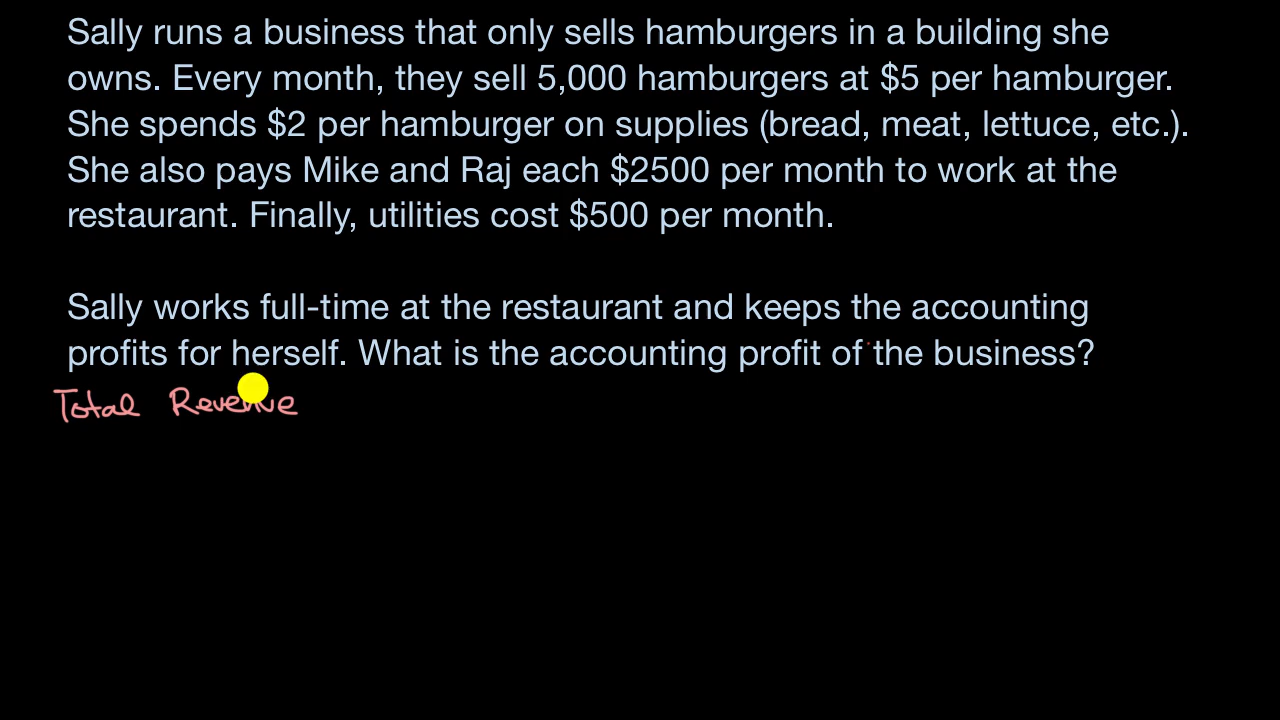 Sally runs a business that only sells hamburgers in a building she
owns. Every month, they sell 5,000 hamburgers at $5 per hamburger.
She spends $2 per hamburger on supplies (bread, meat, lettuce, etc.).
She also pays Mike and Raj each $2500 per month to work at the
restaurant. Finally, utilities cost $500 per month.
Sally works full-time at the restaurant and keeps the accounting
profits for herself. What is the accounting profit of the business?
Total Revenue